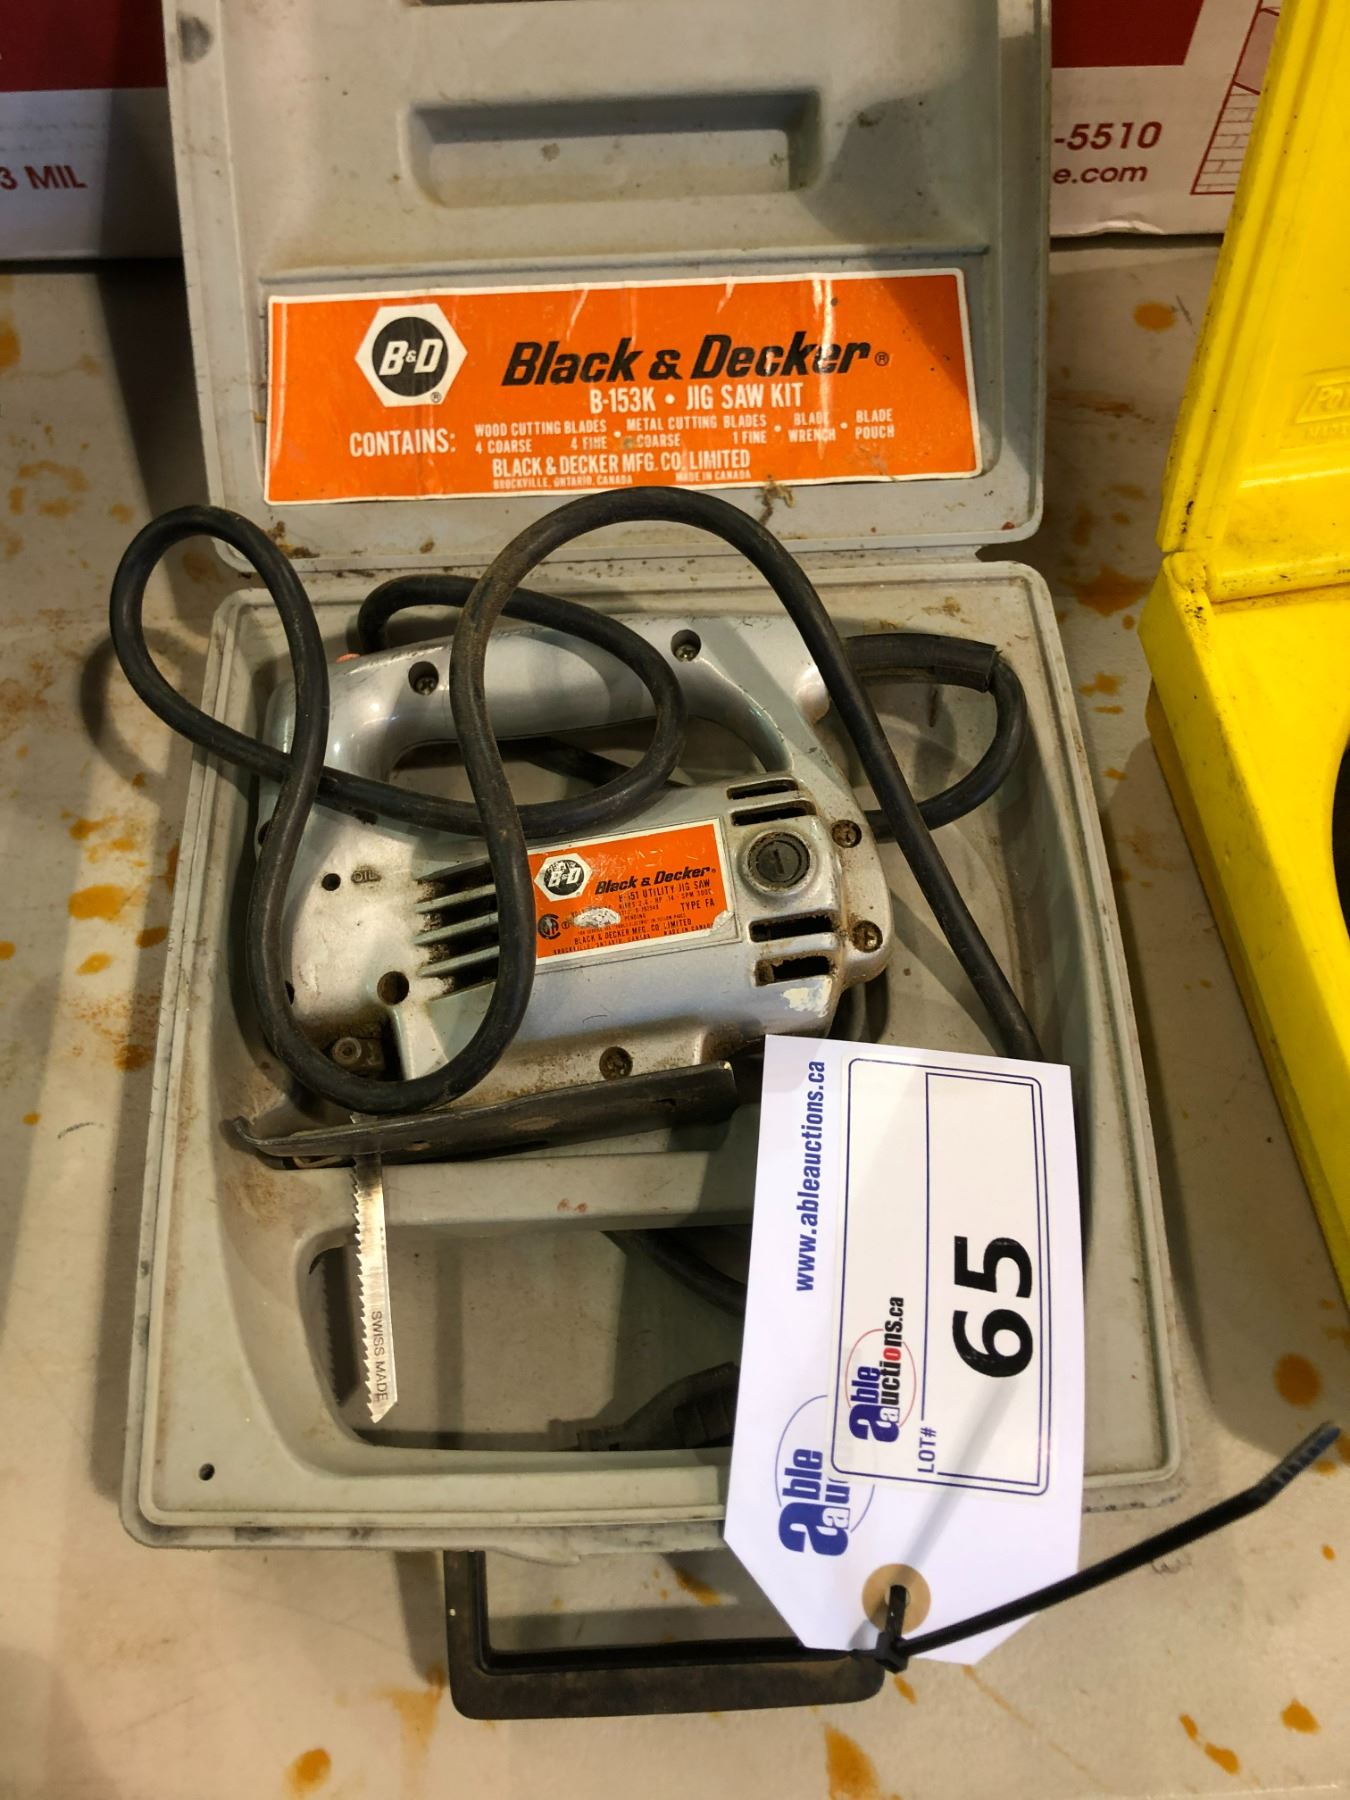 3 MIL
-5510
e.com
B&D
Black & Decker®
B-153K • JIG SAW KIT
CONTAINS:
WOOD CUTTING BLADES • METAL CUTTING BLADES • BLADE • BLADE
4 COARSE 4 FINE COARSE 1 FINE WRENCH POUCH
BLACK & DECKER MFG. CO. LIMITED
BROCKVILLE, ONTARIO, CANADA MADE IN CANADA
OIL
B&D
Black & Decker®
UTILITY JIG SAW
TYPE FA
BLACK & DECKER MFG. CO. LIMITED
BROCKVILLE, ONTARIO, CANADA MADE IN CANADA
SWISS MADE
www.ableauctions.ca
able auctions.ca
LOT#
65
able